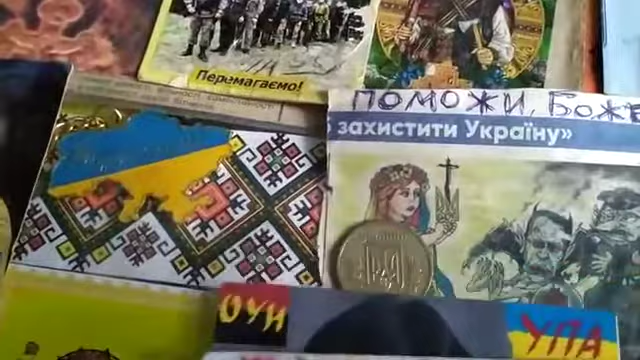 Перемагаємо!
ПОМОЖИ, БОЖЕ
захистити Україну»
ОУН
УПА